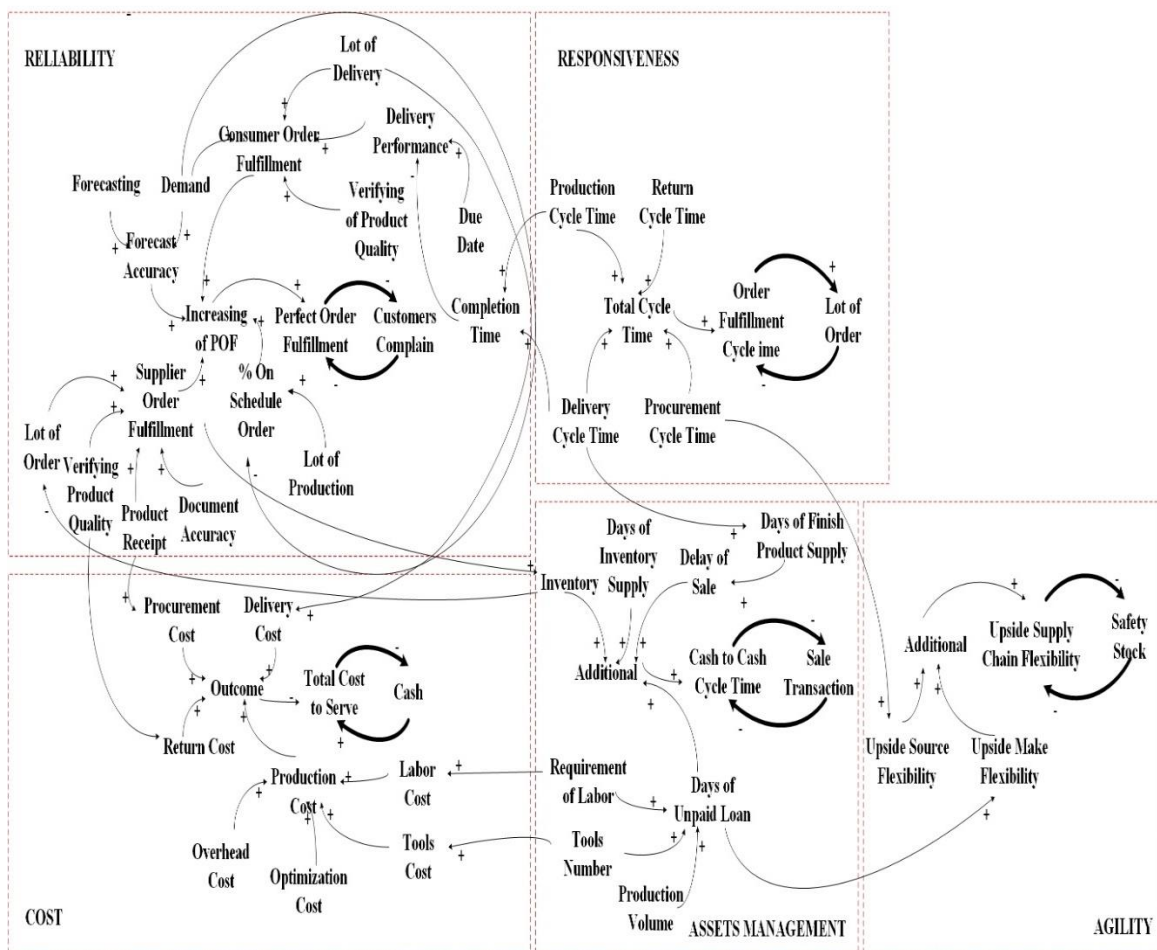 RELIABILITY
Lot of
Delivery
Consumer Order
Fulfillment
Delivery
Performance
Forecasting
Demand
Verifying
of Product
Quality
Due
Date
Forecast
Accuracy
Increasing
of POF
Perfect Order
Fulfillment
Customers
Complain
Completion
Time
Supplier
Order
Fulfillment
% On
Schedule
Order
Lot of
Order
Verifying
Product
Quality
Product
Receipt
Document
Accuracy
Lot of
Production
RESPONSIVENESS
Production
Cycle Time
Return
Cycle Time
Total Cycle
Time
Order
Fulfillment
Cycle ime
Lot of
Order
Delivery
Cycle Time
Procurement
Cycle Time
Procurement
Cost
Delivery
Cost
Outcome
Total Cost
to Serve
Cash
Return Cost
Production
Cost
Labor
Cost
Overhead
Cost
Optimization
Cost
Tools
Cost
COST
Inventory
Days of
Inventory
Supply
Delay of
Sale
Days of Finish
Product Supply
Additional
Cash to Cash
Cycle Time
Sale
Transaction
Requirement
of Labor
Days of
Unpaid Loan
Tools
Number
Production
Volume
ASSETS MANAGEMENT
Additional
Upside Supply
Chain Flexibility
Safety
Stock
Upside Source
Flexibility
Upside Make
Flexibility
AGILITY